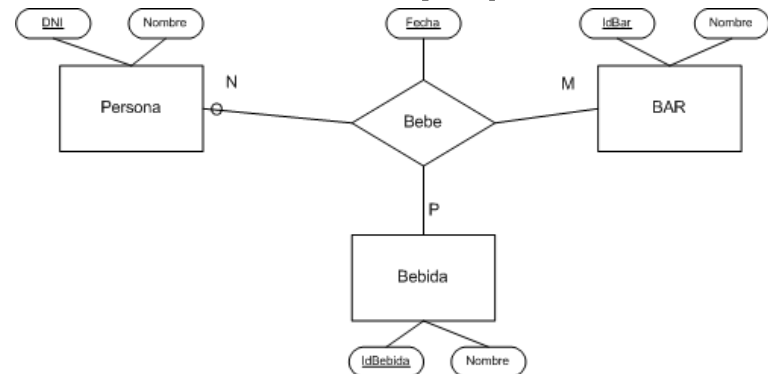 DNI
Nombre
Fecha
IdBar
Nombre
Persona
N
Bebe
M
BAR
P
Bebida
IdBebida
Nombre